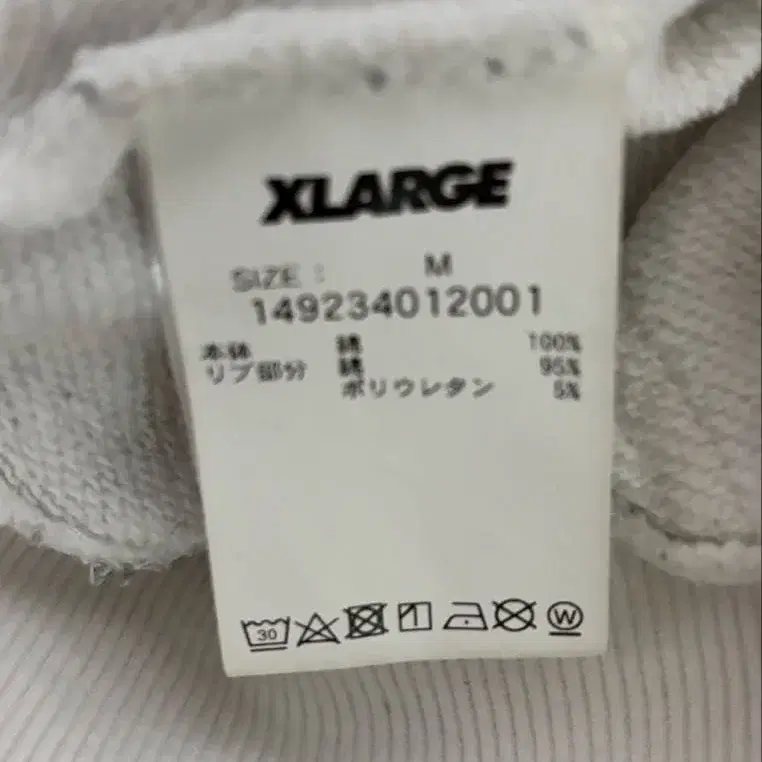 XLARGE
SIZE : M
149234012001
本体 綿 100%
リブ部分 綿 95%
ポリウレタン 5%
30 W